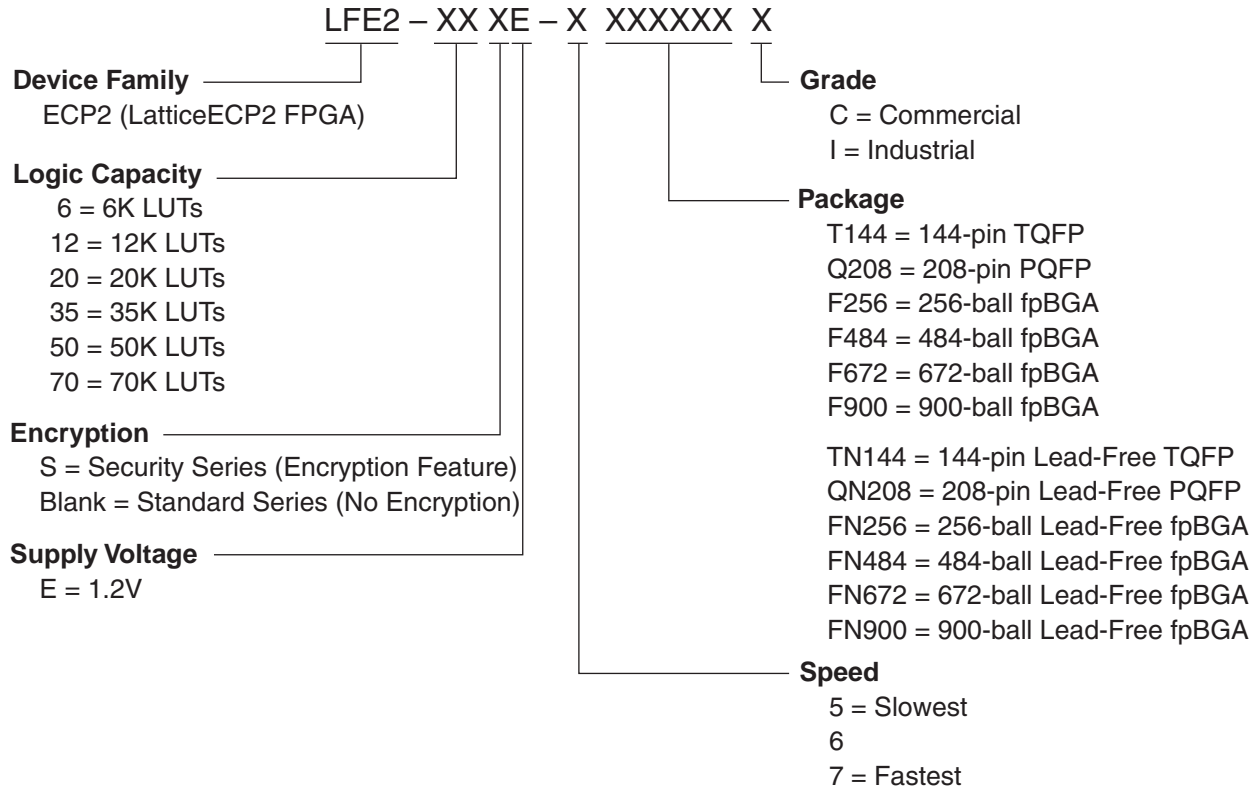 LFE2 – XX XE – X XXXXXX X
Device Family
ECP2 (LatticeECP2 FPGA)
Logic Capacity
6 = 6K LUTs
12 = 12K LUTs
20 = 20K LUTs
35 = 35K LUTs
50 = 50K LUTs
70 = 70K LUTs
Encryption
S = Security Series (Encryption Feature)
Blank = Standard Series (No Encryption)
Supply Voltage
E = 1.2V
Grade
C = Commercial
I = Industrial
Package
T144 = 144-pin TQFP
Q208 = 208-pin PQFP
F256 = 256-ball fpBGA
F484 = 484-ball fpBGA
F672 = 672-ball fpBGA
F900 = 900-ball fpBGA
TN144 = 144-pin Lead-Free TQFP
QN208 = 208-pin Lead-Free PQFP
FN256 = 256-ball Lead-Free fpBGA
FN484 = 484-ball Lead-Free fpBGA
FN672 = 672-ball Lead-Free fpBGA
FN900 = 900-ball Lead-Free fpBGA
Speed
5 = Slowest
6
7 = Fastest